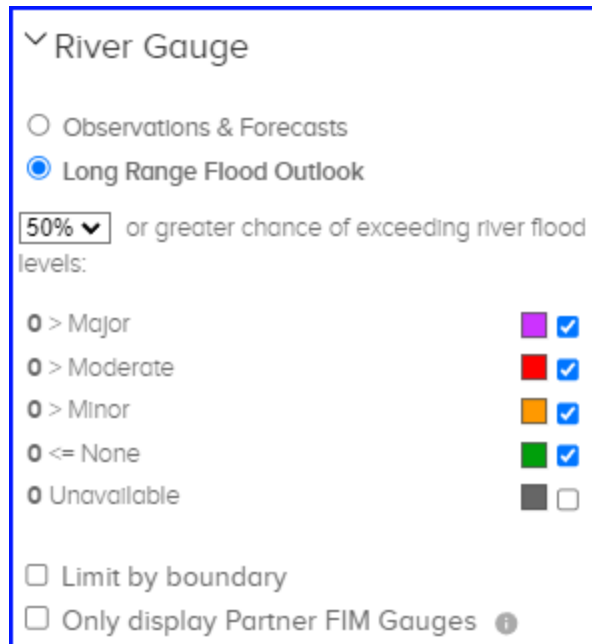 River Gauge
Observations & Forecasts
Long Range Flood Outlook
50% or greater chance of exceeding river flood
levels:
0 > Major
0 > Moderate
0 > Minor
0 <= None
0 Unavailable
Limit by boundary
Only display Partner FIM Gauges i